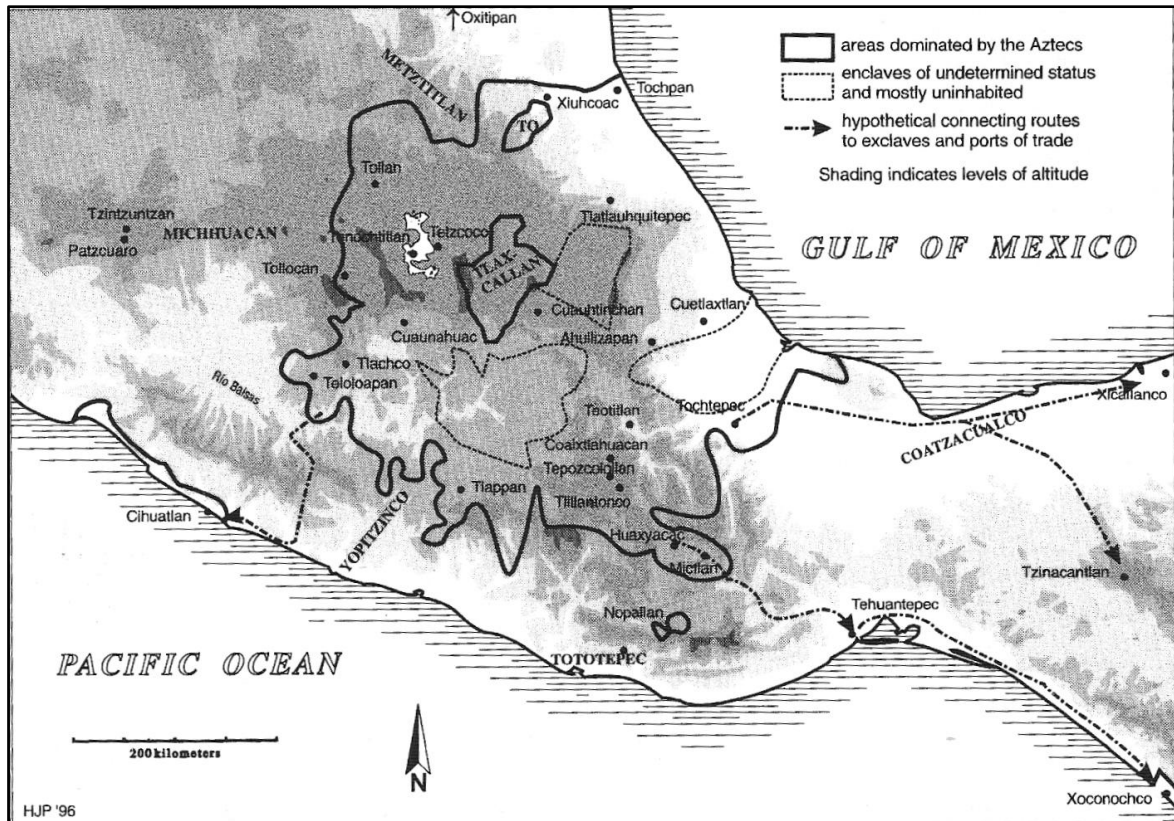 Oxitipan
areas dominated by the Aztecs
enclaves of undetermined status
and mostly uninhabited
hypothetical connecting routes
to exclaves and ports of trade
Shading indicates levels of altitude
METZTITLAN
Xiuhcoac
Tochpan
TO
Tollan
Tzintzuntzan
Patzcuaro
MICHHUACAN
Tenochtitlan
Tetzcoco
Tlatlauhquitepec
GULF OF MEXICO
TLAX-
CALLAN
Tollocan
Cuauhtinchan
Cuetlaxtlan
Cuaunahuac
Ahuilizapan
Tlachco
Teloloapan
Río Balsas
Teotitlan
Tochtepec
Xicallanco
COATZACUALCO
Coaixtlahuacan
Tepozcolollan
Tlappan
Tlillantonco
Cihuatlan
YOPITZINCO
Huaxyacac
Mictlan
Tzinacantlan
Nopallan
Tehuantepec
TOTOTEPEC
PACIFIC OCEAN
200 kilometers
N
Xoconochco
HJP '96